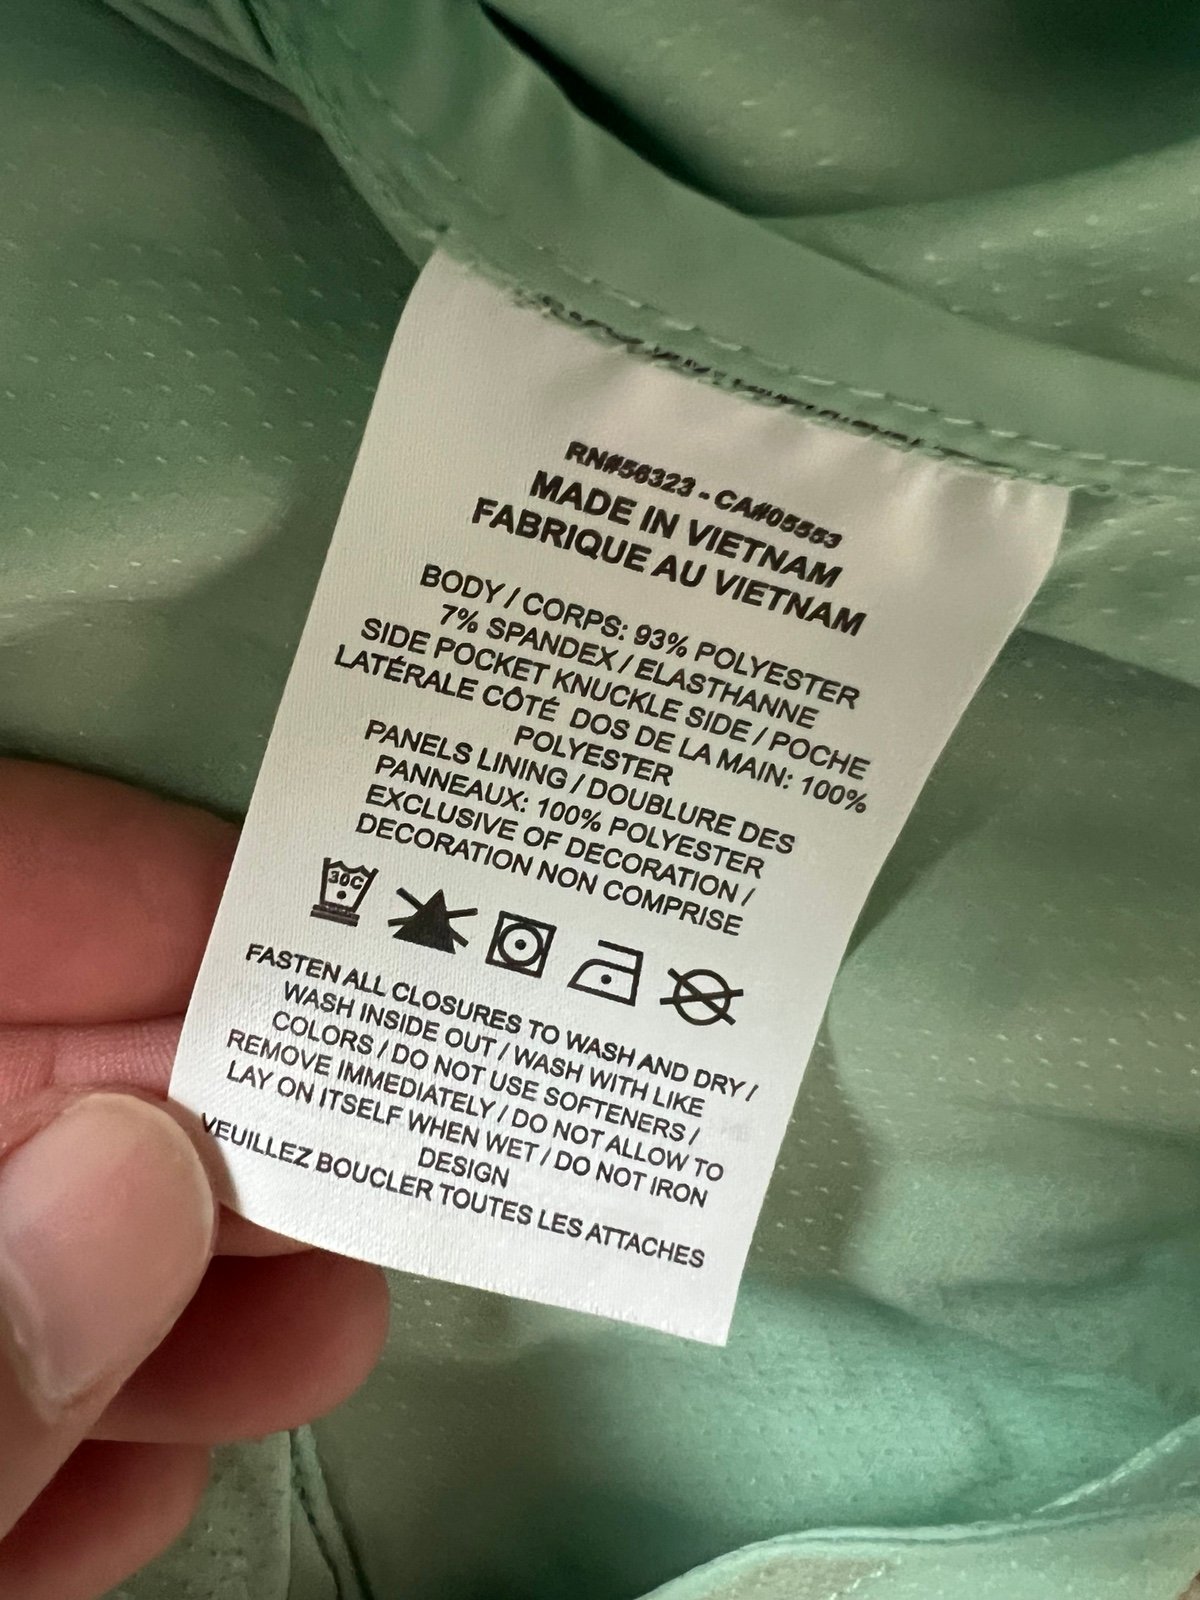 RN#56323 - CA#05553
MADE IN VIETNAM
FABRIQUE AU VIETNAM
BODY / CORPS: 93% POLYESTER
7% SPANDEX / ELASTHANNE
SIDE POCKET KNUCKLE SIDE / POCHE
LATÉRALE CÔTÉ DOS DE LA MAIN: 100%
POLYESTER
PANELS LINING / DOUBLURE DES
PANNEAUX: 100% POLYESTER
EXCLUSIVE OF DECORATION /
DECORATION NON COMPRISE
30C
FASTEN ALL CLOSURES TO WASH AND DRY /
WASH INSIDE OUT / WASH WITH LIKE
COLORS / DO NOT USE SOFTENERS /
REMOVE IMMEDIATELY / DO NOT ALLOW TO
LAY ON ITSELF WHEN WET / DO NOT IRON
DESIGN
VEUILLEZ BOUCLER TOUTES LES ATTACHES